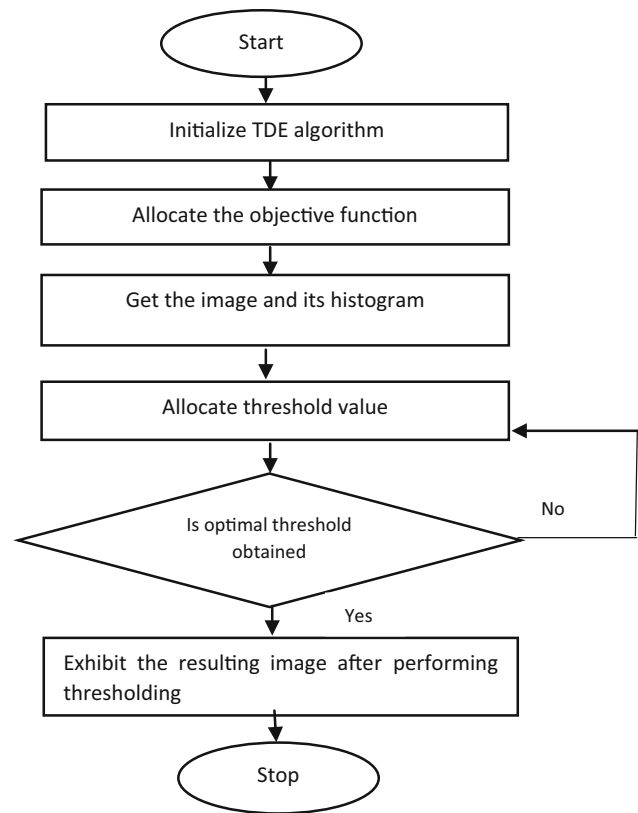 Start
Initialize TDE algorithm
Allocate the objective function
Get the image and its histogram
Allocate threshold value
Is optimal threshold
obtained
No
Yes
Exhibit the resulting image after performing
thresholding
Stop